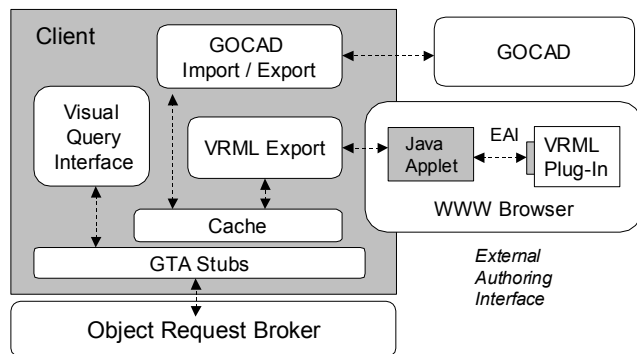 Client
GOCAD
Import / Export
GOCAD
Visual
Query
Interface
VRML Export
Java
Applet
EAI
VRML
Plug-In
WWW Browser
Cache
GTA Stubs
External
Authoring
Interface
Object Request Broker